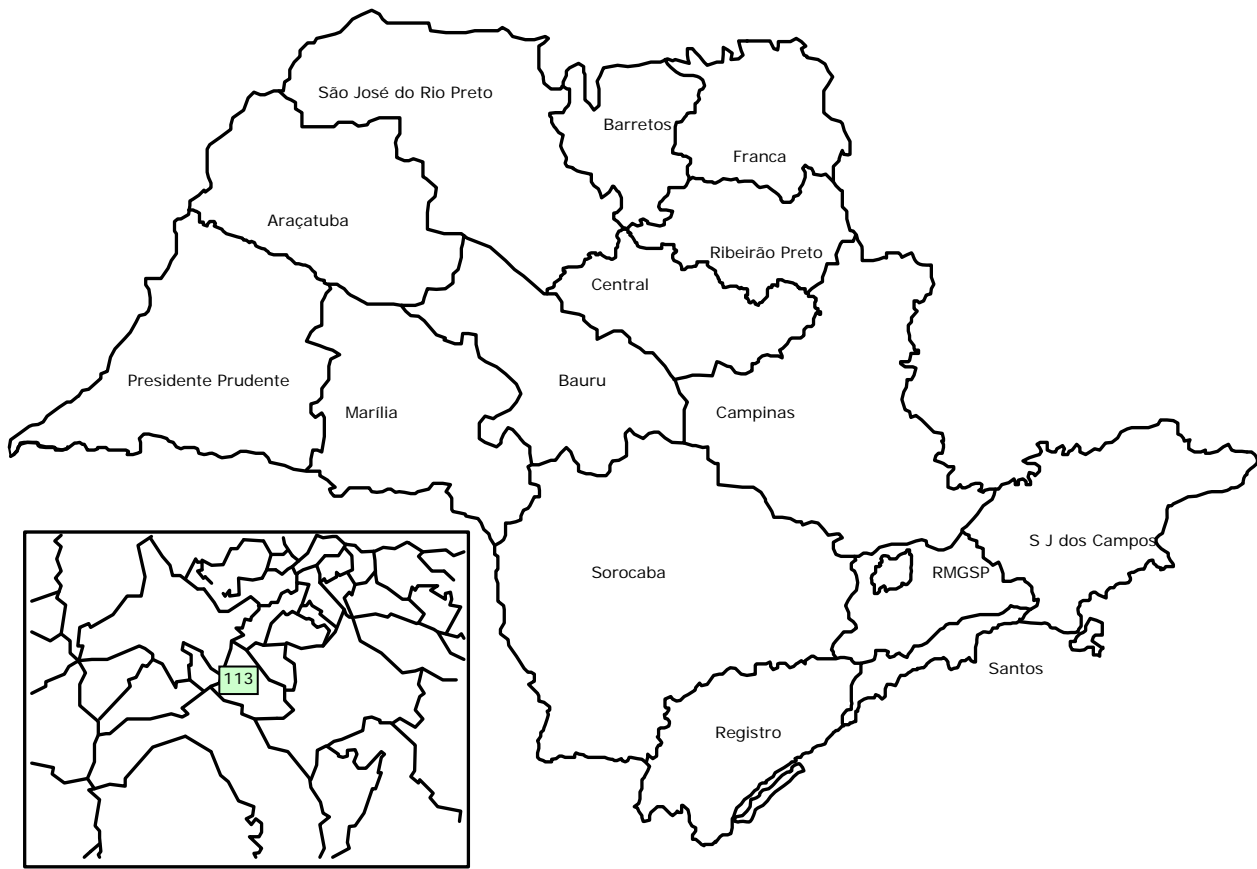 São José do Rio Preto
Barretos
Franca
Araçatuba
Ribeirão Preto
Central
Presidente Prudente
Marília
Bauru
Campinas
S J dos Campos
Sorocaba
RMGSP
Santos
113
Registro